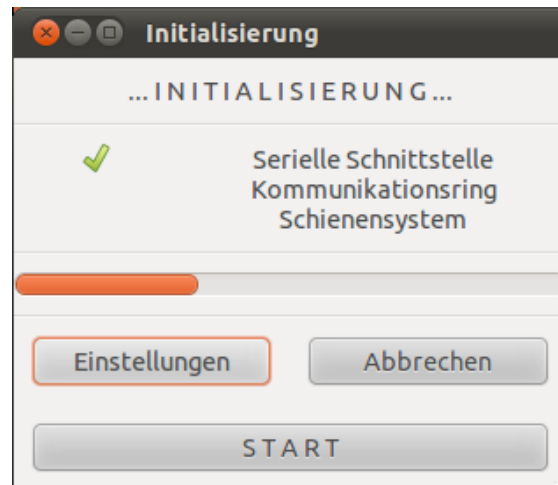 Initialisierung
...INITIALISIERUNG...
Serielle Schnittstelle
Kommunikationsring
Schienensystem
Einstellungen
Abbrechen
START